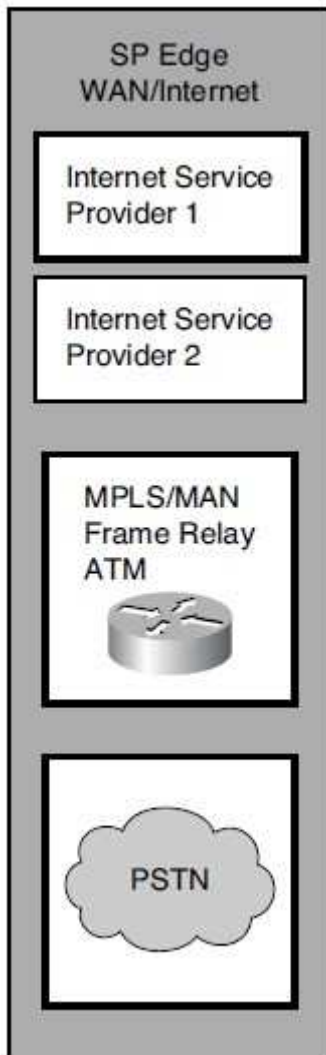 SP Edge
WAN/Internet
Internet Service
Provider 1
Internet Service
Provider 2
MPLS/MAN
Frame Relay
ATM
PSTN